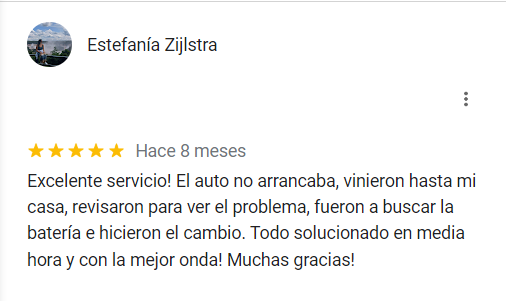 Estefanía Zijlstra
Hace 8 meses
Excelente servicio! El auto no arrancaba, vinieron hasta mi
casa, revisaron para ver el problema, fueron a buscar la
batería e hicieron el cambio. Todo solucionado en media
hora y con la mejor onda! Muchas gracias!